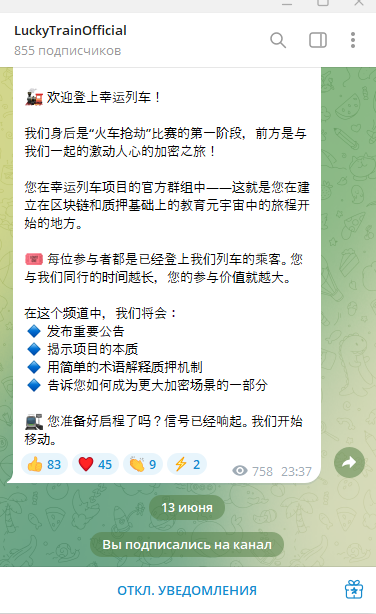 LuckyTrainOfficial
855 подписчиков
🚂 欢迎登上幸运列车！
我们身后是“火车抢劫”比赛的第一阶段，前方是与
我们一起的激动人心的加密之旅！
您在幸运列车项目的官方群组中——这就是您在建
立在区块链和质押基础上的教育元宇宙中的旅程开
始的地方。
🎟 每位参与者都是已经登上我们列车的乘客。您
与我们同行的时间越长，您的参与价值就越大。
在这个频道中，我们将会：
🔷 发布重要公告
🔷 揭示项目的本质
🔷 用简单的术语解释质押机制
🔷 告诉您如何成为更大加密场景的一部分
🚉 您准备好启程了吗？信号已经响起。我们开始
移动。
👍 83 ❤️ 45 👏 9 ⚡ 2 758 23:37
13 июня
Вы подписались на канал
ОТКЛ. УВЕДОМЛЕНИЯ